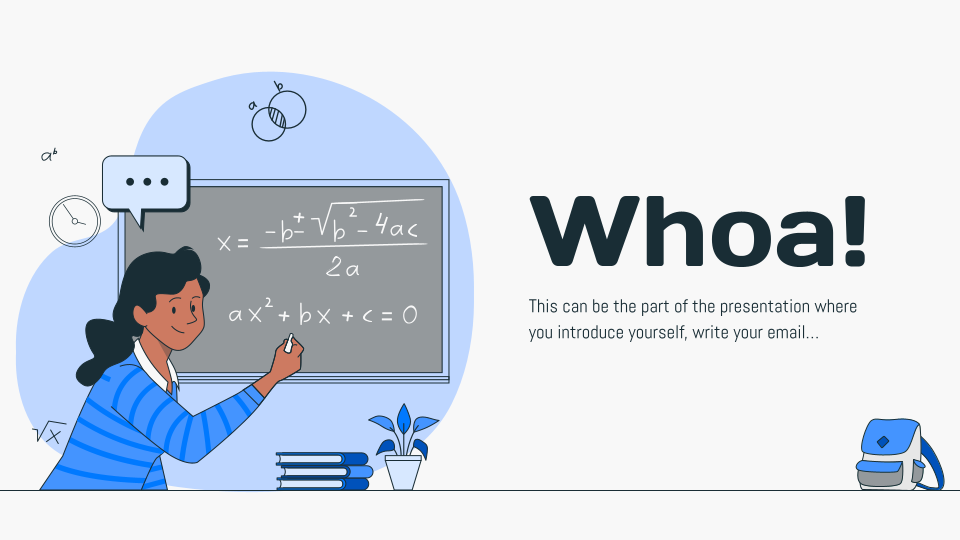 b
a
aᵇ
x = -b ± √b² - 4ac
2a
ax² + bx + c = 0
√x
Whoa!
This can be the part of the presentation where
you introduce yourself, write your email...